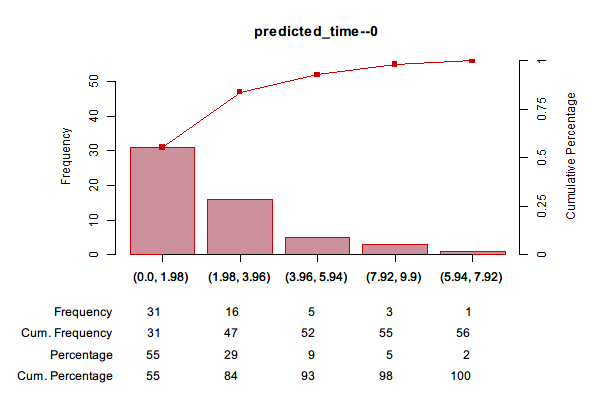 predicted_time--0
Frequency
0 10 20 30 40 50
Cumulative Percentage
0 0.25 0.5 0.75 1
(0.0, 1.98) (1.98, 3.96) (3.96, 5.94) (7.92, 9.9) (5.94, 7.92)
Frequency 31 16 5 3 1
Cum. Frequency 31 47 52 55 56
Percentage 55 29 9 5 2
Cum. Percentage 55 84 93 98 100